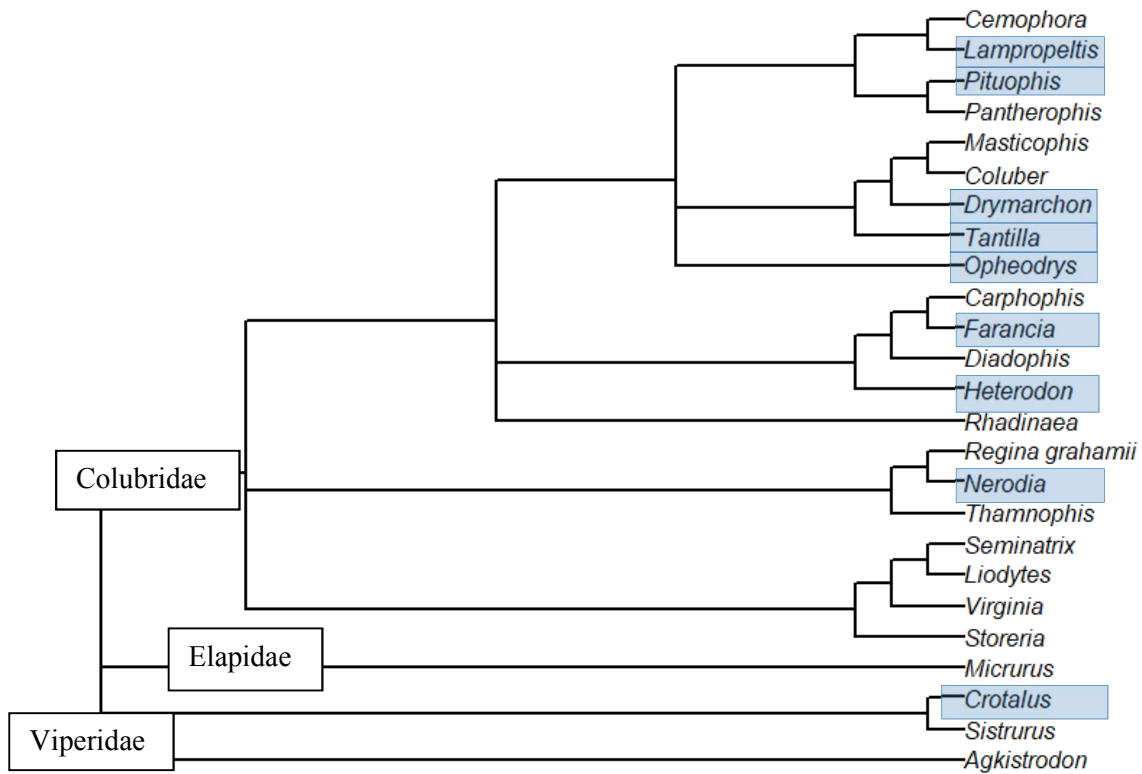 Cemophora
Lampropeltis
Pituophis
Pantherophis
Masticophis
Coluber
Drymarchon
Tantilla
Opheodrys
Carphophis
Farancia
Diadophis
Heterodon
Rhadinaea
Regina grahamii
Colubridae
Nerodia
Thamnophis
Seminatrix
Liodytes
Virginia
Storeria
Elapidae
Micrurus
Crotalus
Sistrurus
Viperidae
Agkistrodon